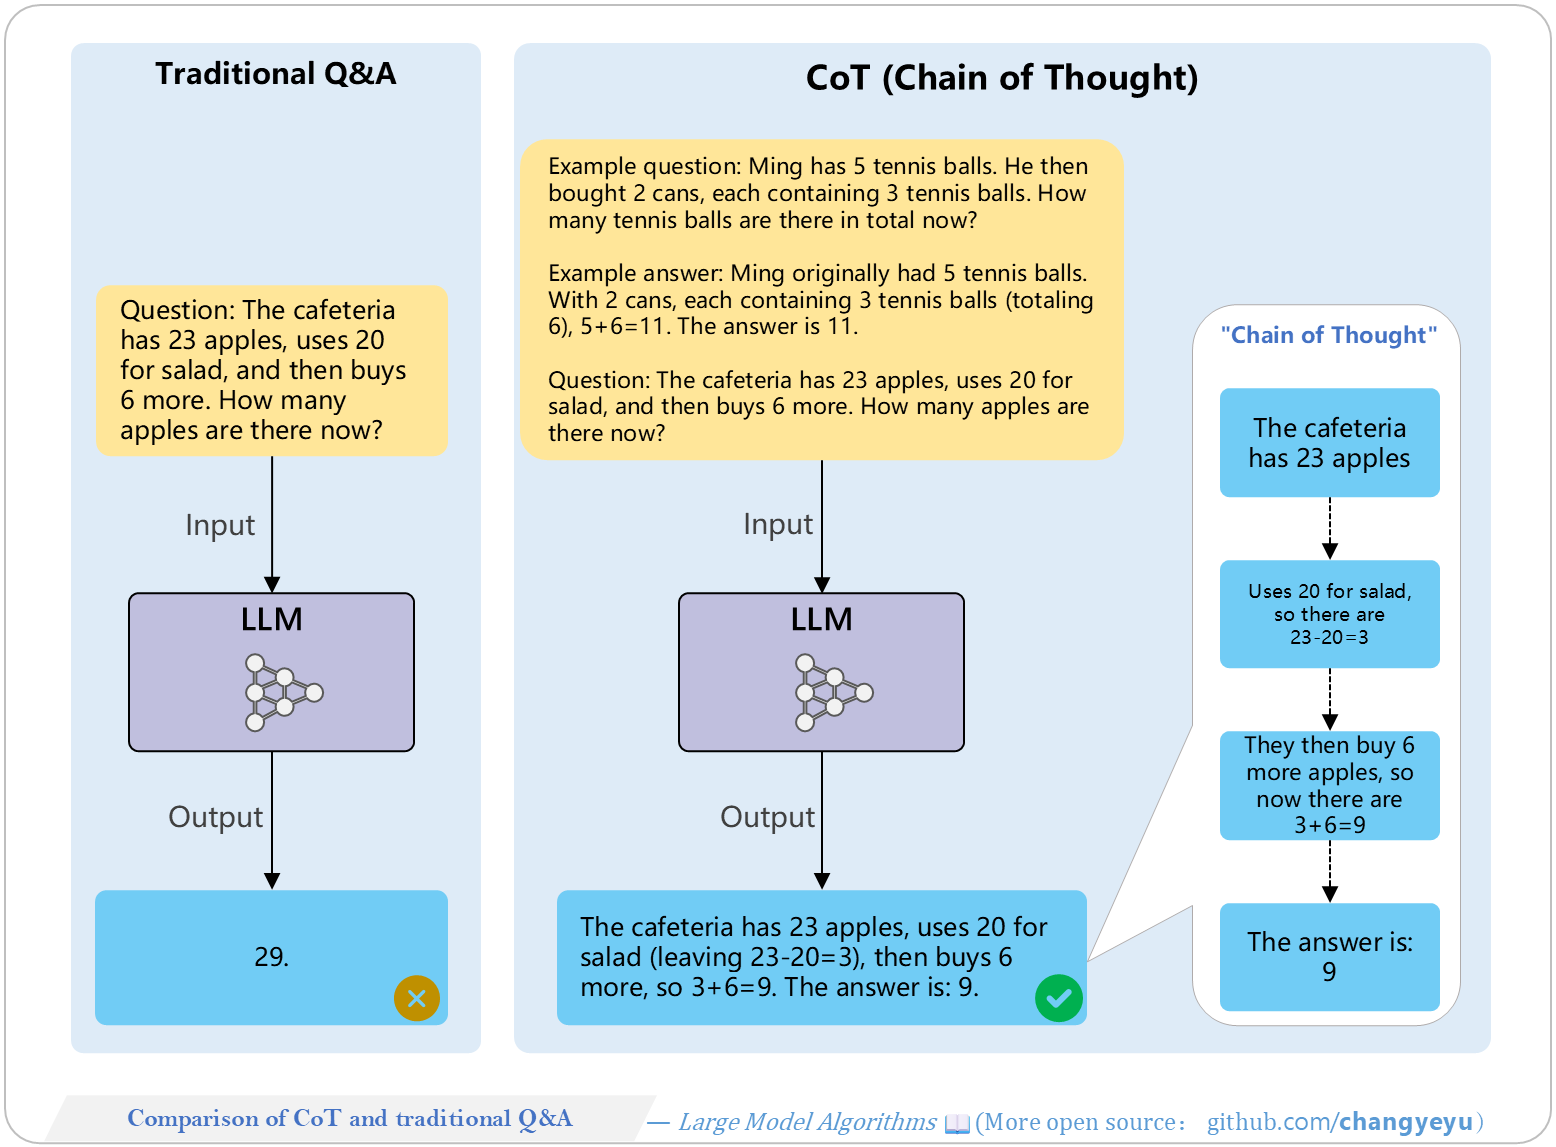 Traditional Q&A
Question: The cafeteria
has 23 apples, uses 20
for salad, and then buys
6 more. How many
apples are there now?
Input
LLM
Output
29.
CoT (Chain of Thought)
Example question: Ming has 5 tennis balls. He then
bought 2 cans, each containing 3 tennis balls. How
many tennis balls are there in total now?
Example answer: Ming originally had 5 tennis balls.
With 2 cans, each containing 3 tennis balls (totaling
6), 5+6=11. The answer is 11.
Question: The cafeteria has 23 apples, uses 20 for
salad, and then buys 6 more. How many apples are
there now?
Input
LLM
Output
The cafeteria has 23 apples, uses 20 for
salad (leaving 23-20=3), then buys 6
more, so 3+6=9. The answer is: 9.
"Chain of Thought"
The cafeteria
has 23 apples
Uses 20 for salad,
so there are
23-20=3
They then buy 6
more apples, so
now there are
3+6=9
The answer is:
9
Comparison of CoT and traditional Q&A
— Large Model Algorithms 📖 (More open source： github.com/changyeyu）